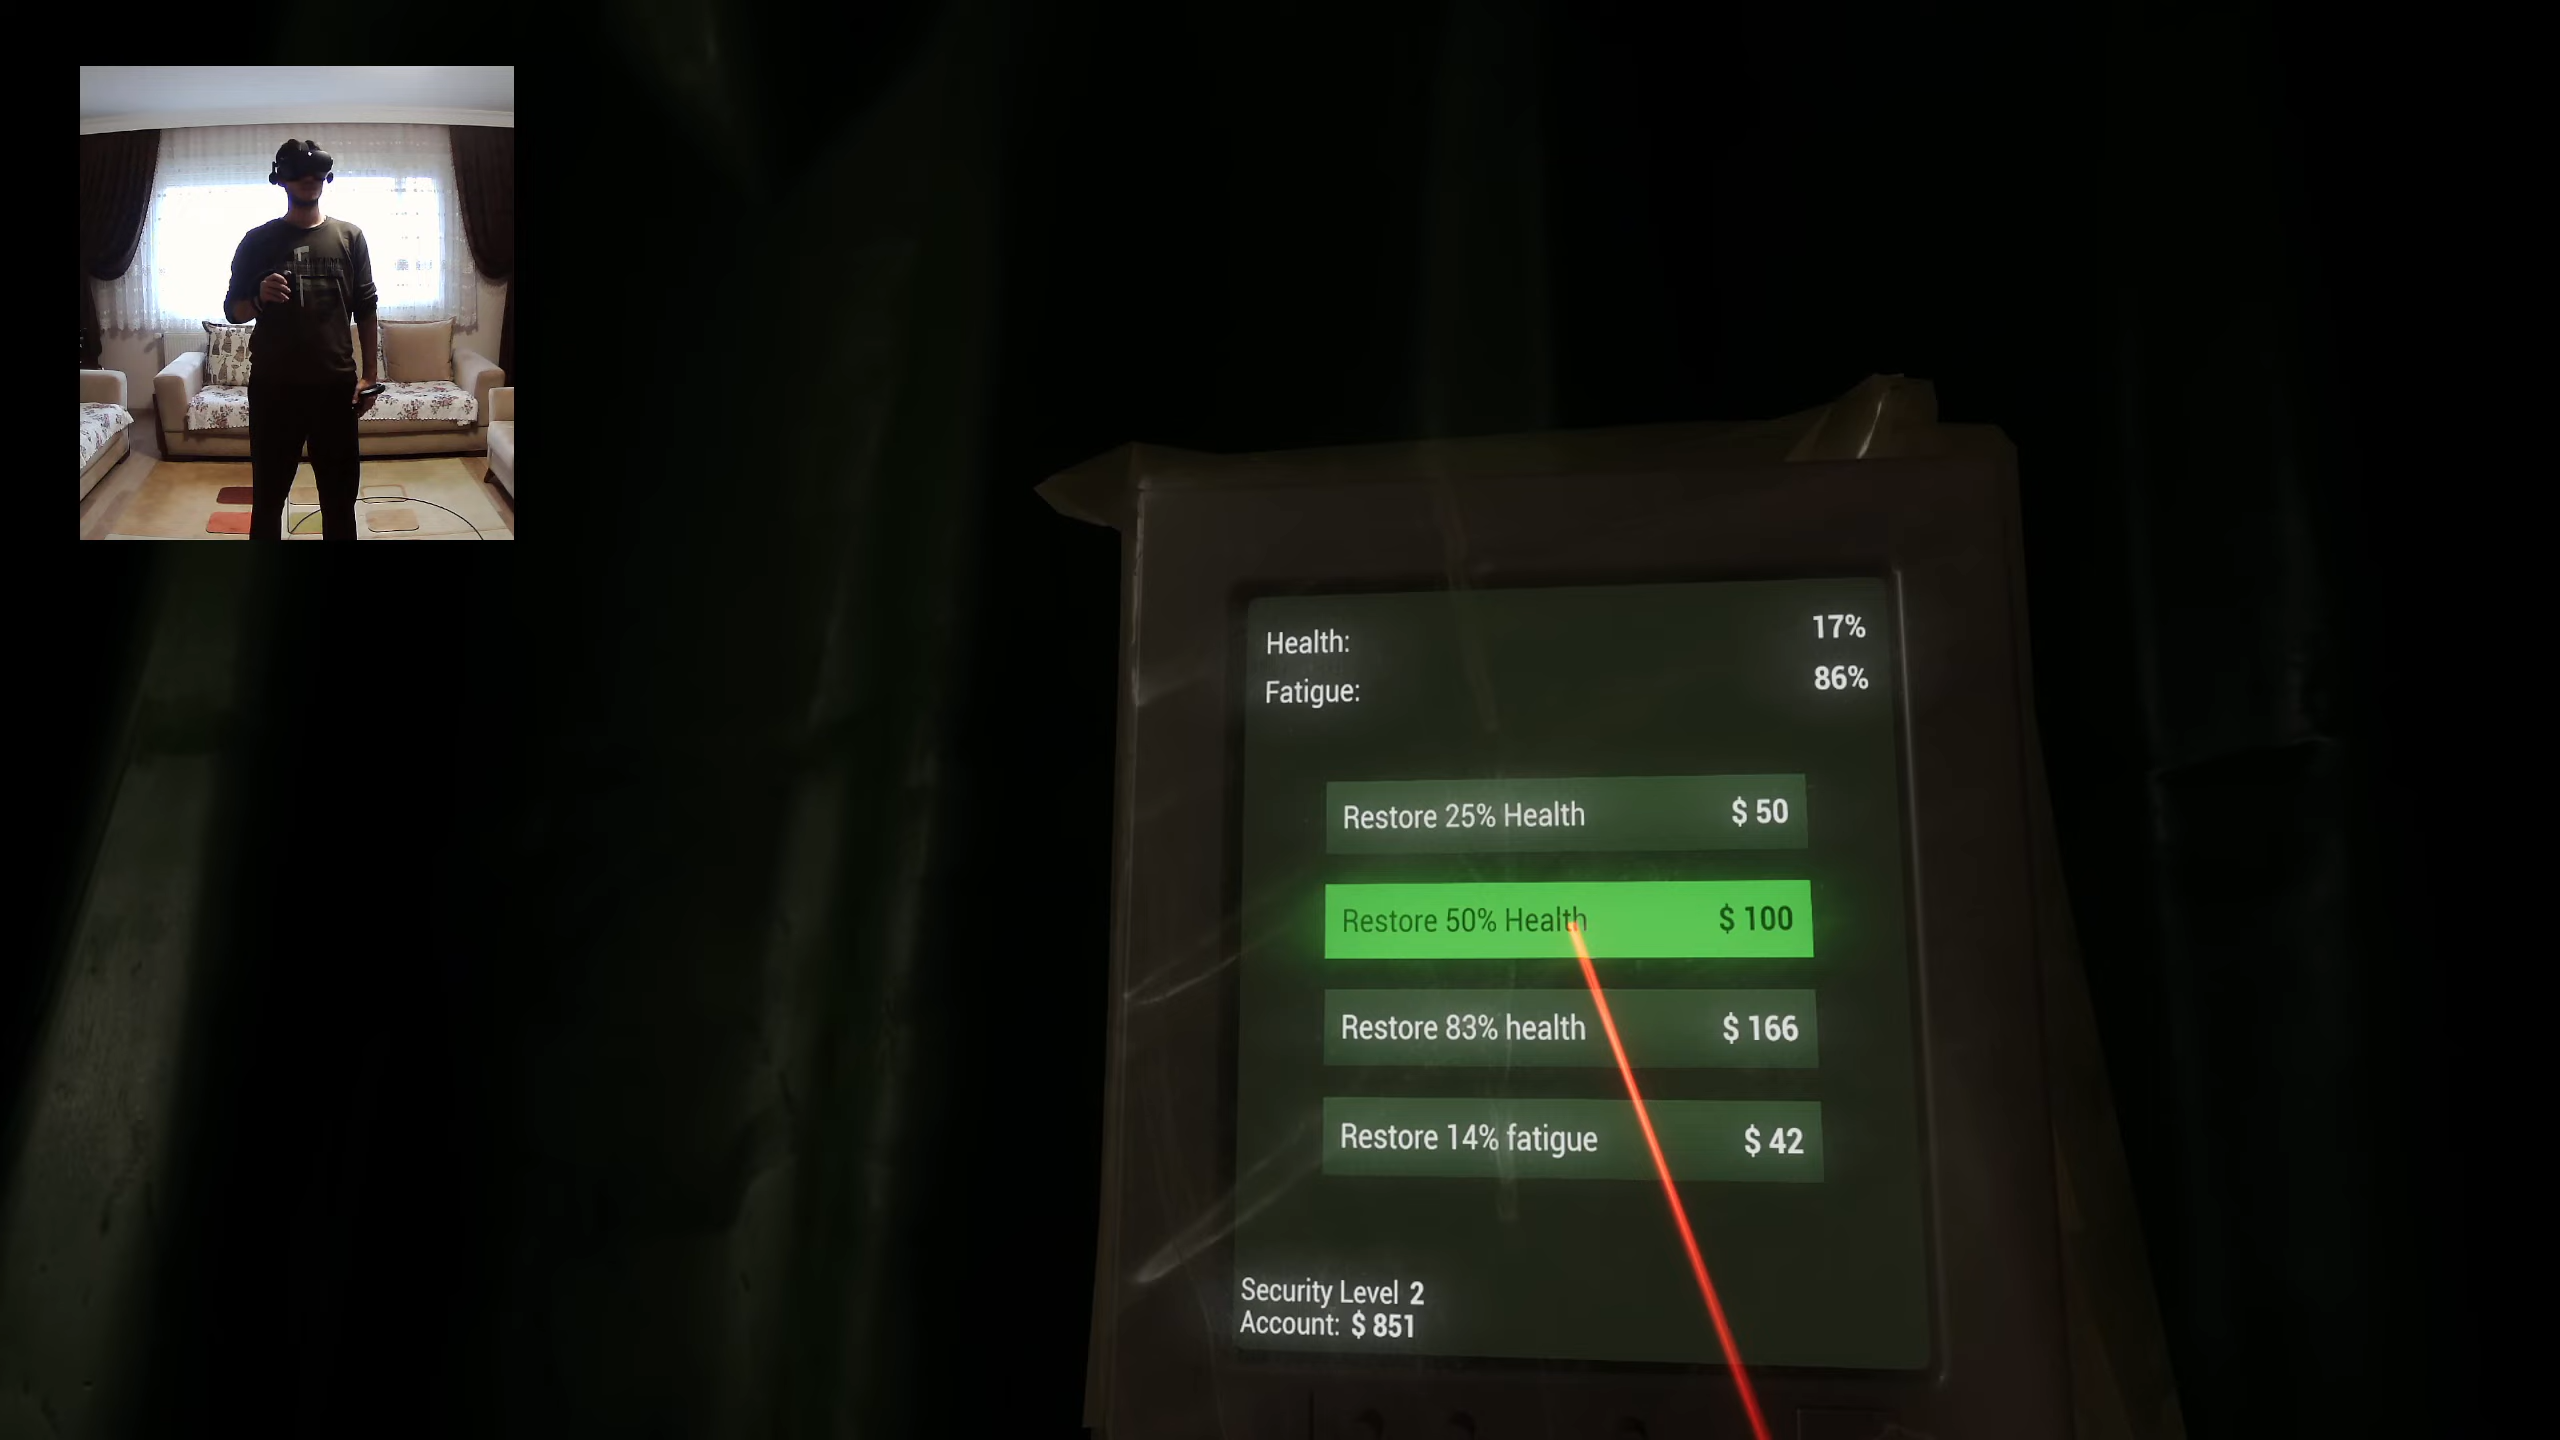 Health: 17%
Fatigue: 86%
Restore 25% Health $ 50
Restore 50% Health $ 100
Restore 83% health $ 166
Restore 14% fatigue $ 42
Security Level 2
Account: $ 851